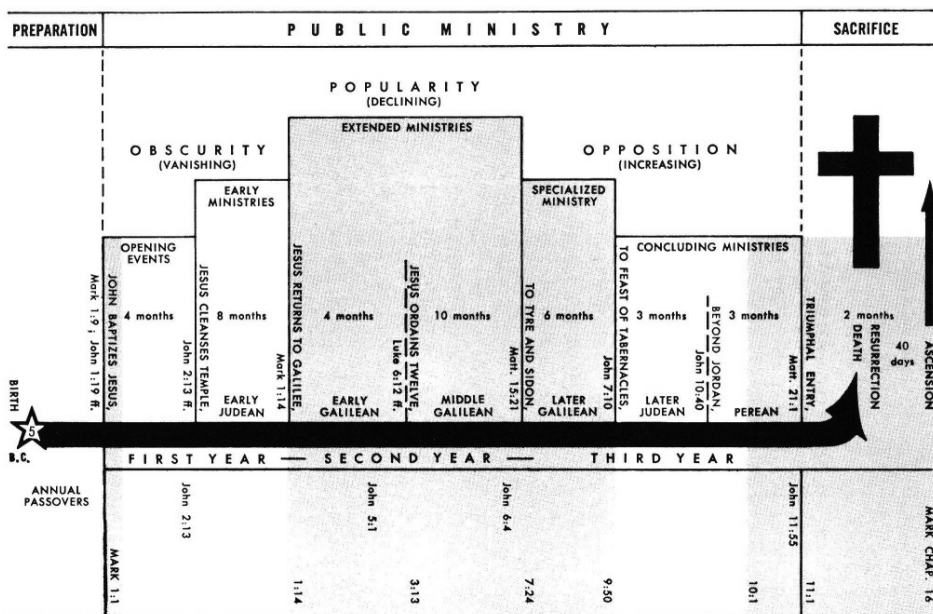 PREPARATION
PUBLIC MINISTRY
SACRIFICE
POPULARITY
(DECLINING)
EXTENDED MINISTRIES
OBSCURITY
(VANISHING)
OPPOSITION
(INCREASING)
EARLY
MINISTRIES
SPECIALIZED
MINISTRY
OPENING
EVENTS
CONCLUDING MINISTRIES
Mark 1:9; John 1:19 ff.
JOHN BAPTIZES JESUS,
4 months
John 2:13 ff.
JESUS CLEANSES TEMPLE,
8 months
Mark 1:14
JESUS RETURNS TO GALILEE,
4 months
Luke 6:12 ff.
JESUS ORDAINS TWELVE,
10 months
Matt. 15:21
TO TYRE AND SIDON,
6 months
John 7:10
TO FEAST OF TABERNACLES,
3 months
John 10:40
BEYOND JORDAN
3 months
Matt. 21:1
TRIUMPHAL ENTRY,
2 months
DEATH
RESURRECTION
40
days
ASCENSION
EARLY
JUDEAN
EARLY
GALILEAN
MIDDLE
GALILEAN
LATER
GALILEAN
LATER
JUDEAN
PEREAN
BIRTH
5
B.C.
FIRST YEAR — SECOND YEAR — THIRD YEAR
ANNUAL
PASSOVERS
John 2:13
John 5:1
John 6:4
John 11:55
MARK 1:1
1:14
3:13
7:24
9:50
10:1
11:1
MARK CHAP. 16